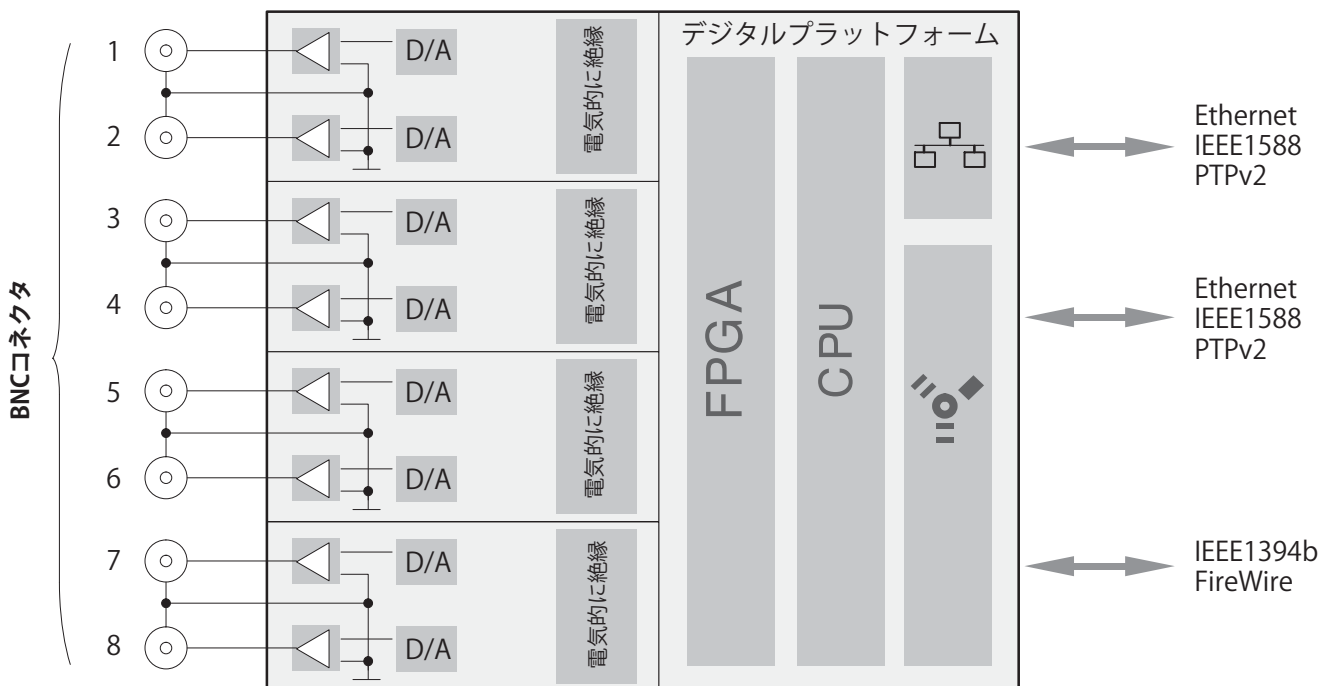 デジタルプラットフォーム
BNCコネクタ
1
D/A
2
D/A
電気的に絶縁
3
D/A
4
D/A
電気的に絶縁
5
D/A
6
D/A
電気的に絶縁
7
D/A
8
D/A
電気的に絶縁
FPGA
CPU
Ethernet
IEEE1588
PTPv2
Ethernet
IEEE1588
PTPv2
IEEE1394b
FireWire